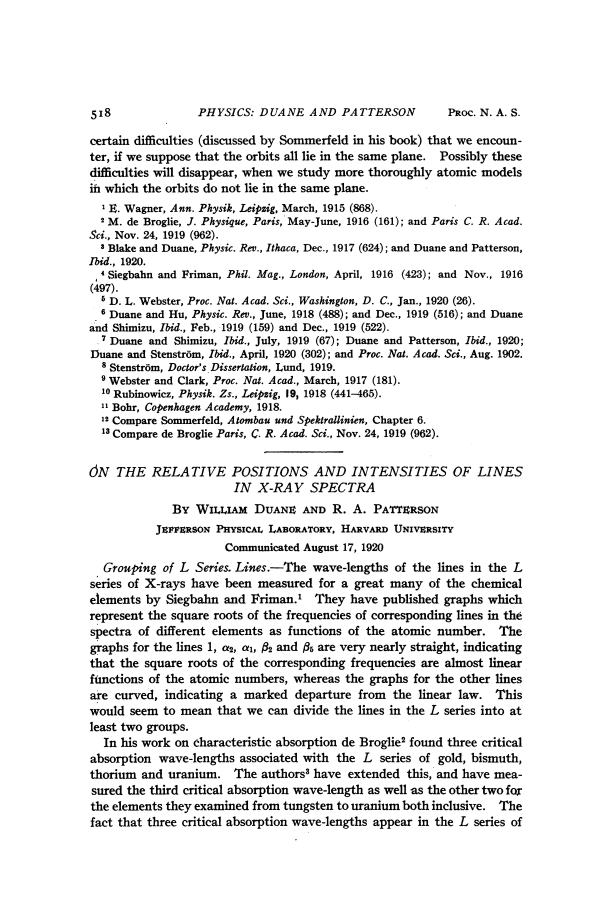 518 PHYSICS: DUANE AND PATTERSON PROC. N. A. S.
certain difficulties (discussed by Sommerfeld in his book) that we encoun-
ter, if we suppose that the orbits all lie in the same plane. Possibly these
difficulties will disappear, when we study more thoroughly atomic models
in which the orbits do not lie in the same plane.
¹ E. Wagner, Ann. Physik, Leipzig, March, 1915 (868).
² M. de Broglie, J. Physique, Paris, May-June, 1916 (161); and Paris C. R. Acad.
Sci., Nov. 24, 1919 (962).
³ Blake and Duane, Physic. Rev., Ithaca, Dec., 1917 (624); and Duane and Patterson,
Ibid., 1920.
⁴ Siegbahn and Friman, Phil. Mag., London, April, 1916 (423); and Nov., 1916
(497).
⁵ D. L. Webster, Proc. Nat. Acad. Sci., Washington, D. C., Jan., 1920 (26).
⁶ Duane and Hu, Physic. Rev., June, 1918 (488); and Dec., 1919 (516); and Duane
and Shimizu, Ibid., Feb., 1919 (159) and Dec., 1919 (522).
⁷ Duane and Shimizu, Ibid., July, 1919 (67); Duane and Patterson, Ibid., 1920;
Duane and Stenström, Ibid., April, 1920 (302); and Proc. Nat. Acad. Sci., Aug. 1902.
⁸ Stenström, Doctor's Dissertation, Lund, 1919.
⁹ Webster and Clark, Proc. Nat. Acad., March, 1917 (181).
¹⁰ Rubinowicz, Physik. Zs., Leipzig, 19, 1918 (441–465).
¹¹ Bohr, Copenhagen Academy, 1918.
¹² Compare Sommerfeld, Atombau und Spektrallinien, Chapter 6.
¹³ Compare de Broglie Paris, C. R. Acad. Sci., Nov. 24, 1919 (962).
ON THE RELATIVE POSITIONS AND INTENSITIES OF LINES
IN X-RAY SPECTRA
BY WILLIAM DUANE AND R. A. PATTERSON
JEFFERSON PHYSICAL LABORATORY, HARVARD UNIVERSITY
Communicated August 17, 1920
Grouping of L Series Lines.—The wave-lengths of the lines in the L
series of X-rays have been measured for a great many of the chemical
elements by Siegbahn and Friman.¹ They have published graphs which
represent the square roots of the frequencies of corresponding lines in the
spectra of different elements as functions of the atomic number. The
graphs for the lines 1, α₂, α₁, β₂ and β₅ are very nearly straight, indicating
that the square roots of the corresponding frequencies are almost linear
functions of the atomic numbers, whereas the graphs for the other lines
are curved, indicating a marked departure from the linear law. This
would seem to mean that we can divide the lines in the L series into at
least two groups.
In his work on characteristic absorption de Broglie² found three critical
absorption wave-lengths associated with the L series of gold, bismuth,
thorium and uranium. The authors³ have extended this, and have mea-
sured the third critical absorption wave-length as well as the other two for
the elements they examined from tungsten to uranium both inclusive. The
fact that three critical absorption wave-lengths appear in the L series of